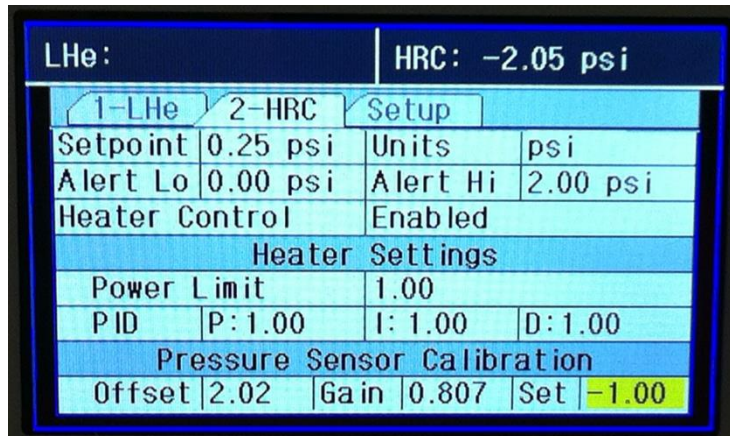 LHe: HRC: -2.05 psi
1-LHe 2-HRC Setup
Setpoint 0.25 psi Units psi
Alert Lo 0.00 psi Alert Hi 2.00 psi
Heater Control Enabled
Heater Settings
Power Limit 1.00
PID P:1.00 I: 1.00 D:1.00
Pressure Sensor Calibration
Offset 2.02 Gain 0.807 Set -1.00